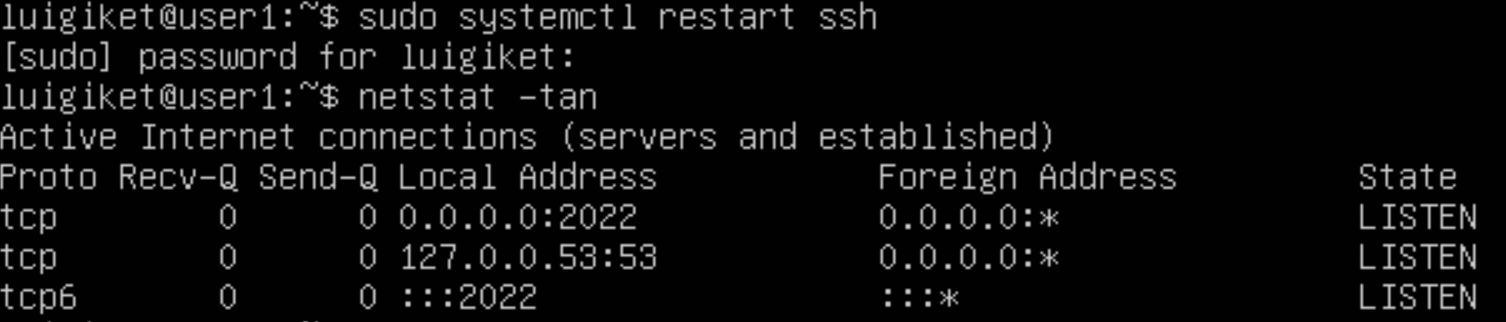 luigiket@user1:~$ sudo systemctl restart ssh
[sudo] password for luigiket:
luigiket@user1:~$ netstat -tan
Active Internet connections (servers and established)
Proto Recv-Q Send-Q Local Address           Foreign Address         State
tcp        0      0 0.0.0.0:2022            0.0.0.0:*               LISTEN
tcp        0      0 127.0.0.53:53           0.0.0.0:*               LISTEN
tcp6       0      0 :::2022                 :::*                    LISTEN